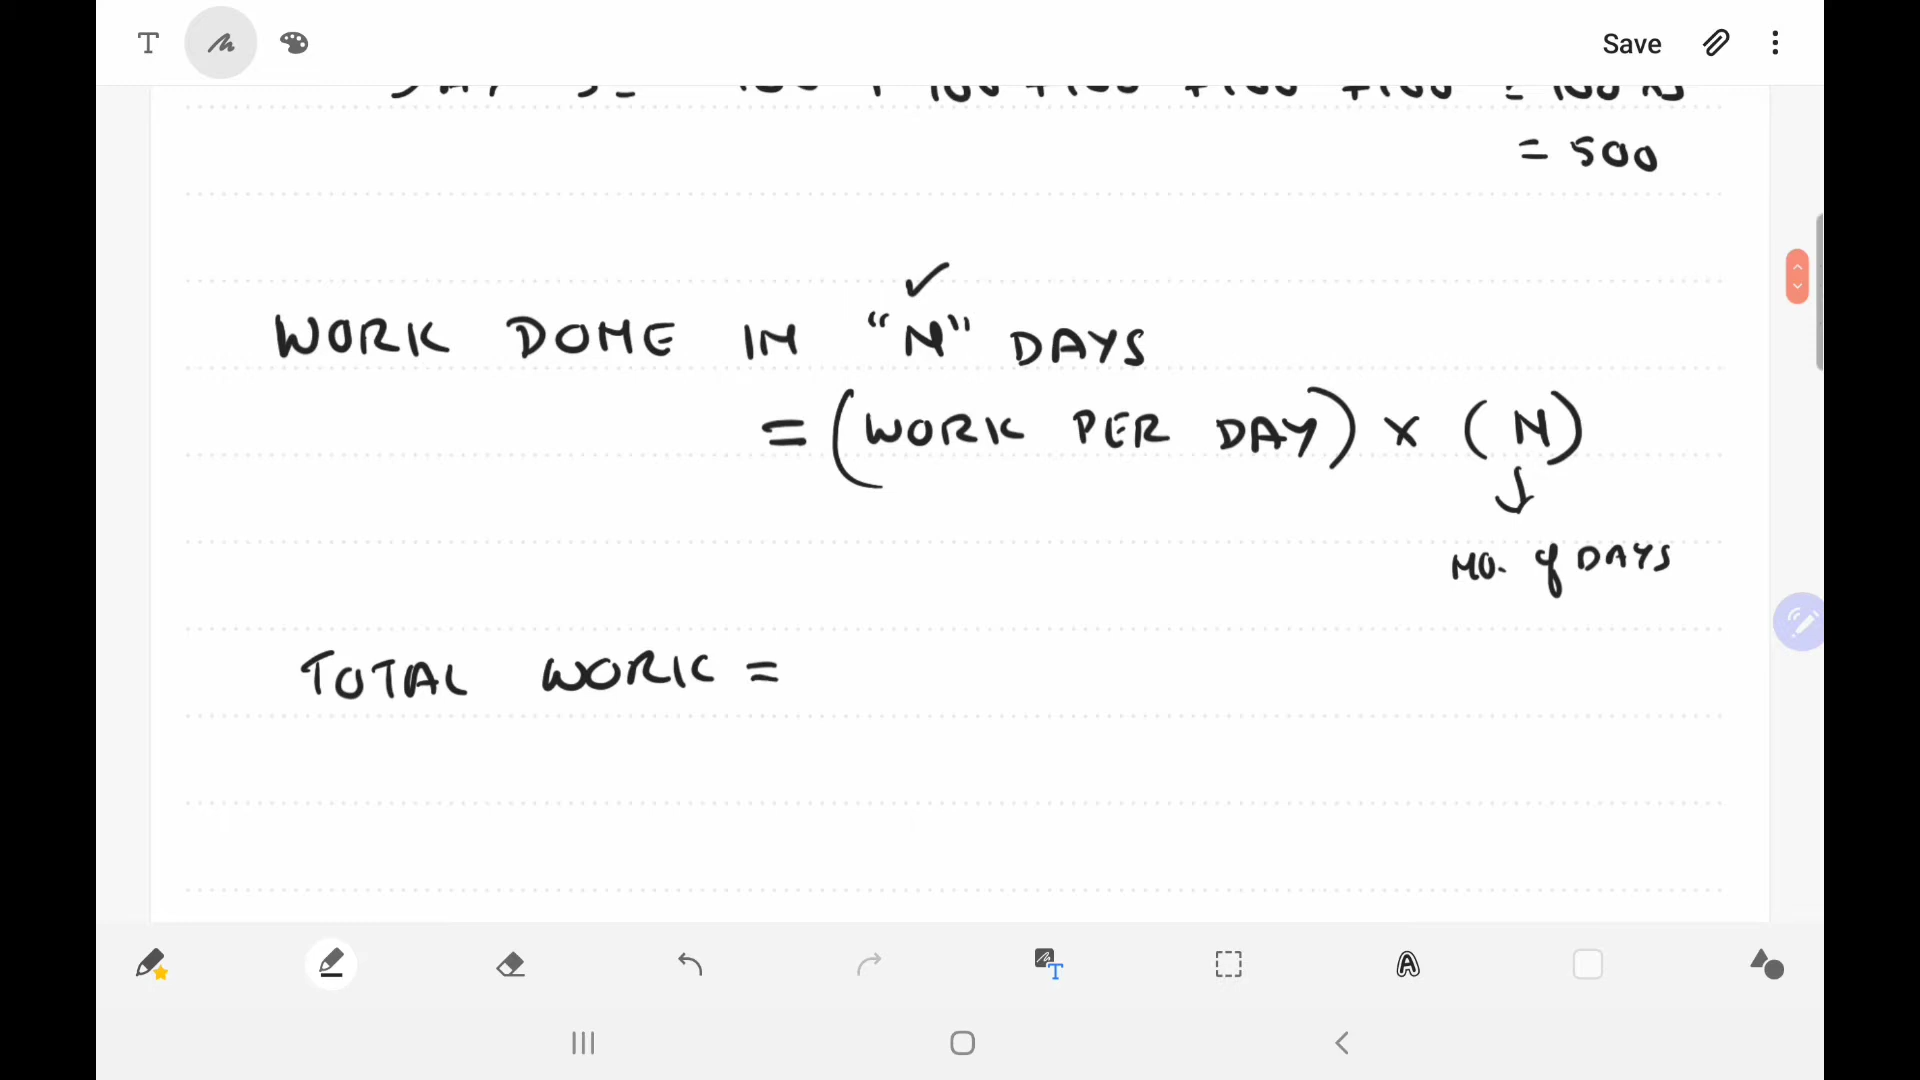 Save
= 500
WORK DONE IN "N" DAYS
= (WORK PER DAY) × (N)
NO. of DAYS
TOTAL WORK =